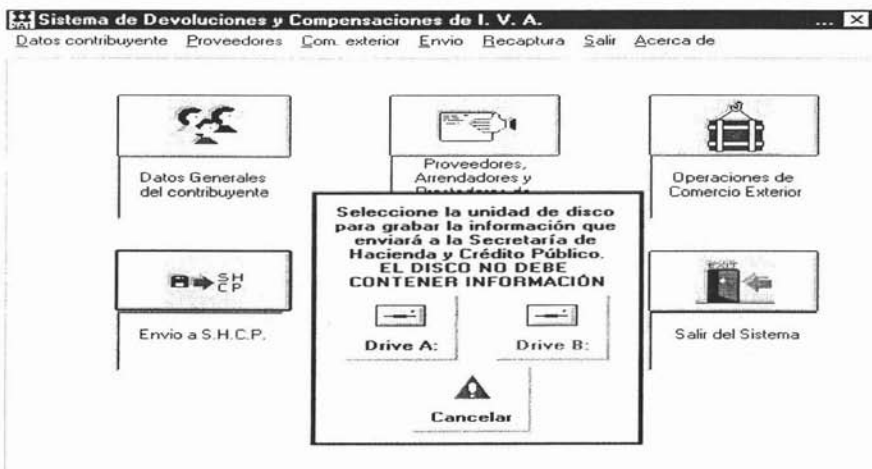 Sistema de Devoluciones y Compensaciones de I. V. A.
Datos contribuyente Proveedores Com. exterior Envio Recaptura Salir Acerca de
Datos Generales
del contribuyente
Proveedores,
Arrendadores y
Operaciones de
Comercio Exterior
Seleccione la unidad de disco
para grabar la información que
enviará a la Secretaría de
Hacienda y Crédito Público.
EL DISCO NO DEBE
CONTENER INFORMACIÓN
SH
CP
Envio a S.H.C.P.
Drive A:
Drive B:
Cancelar
EXIT
Salir del Sistema